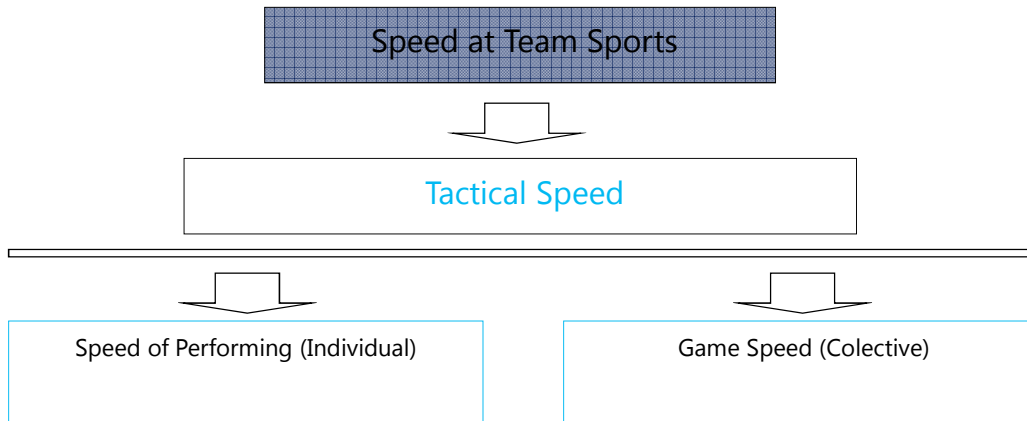 Speed at Team Sports
Tactical Speed
Speed of Performing (Individual)
Game Speed (Colective)